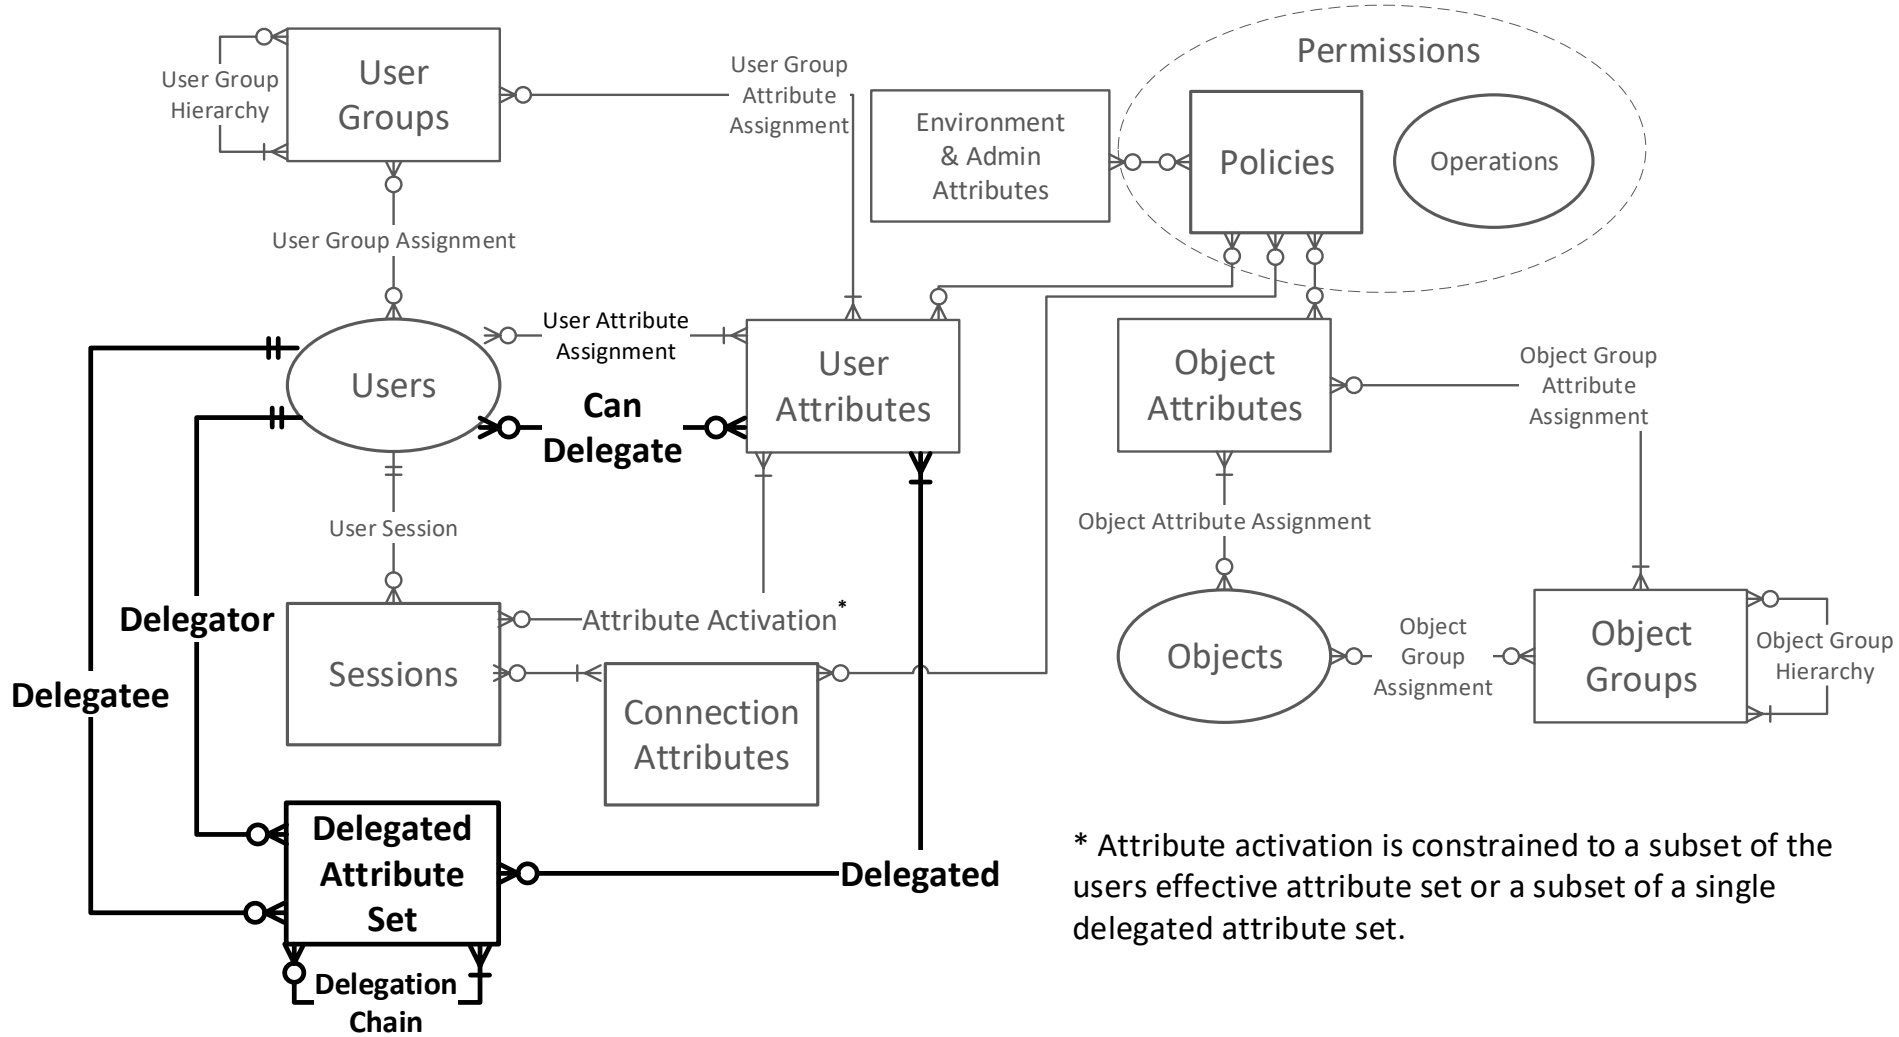 User Group
Hierarchy
User
Groups
User Group
Attribute
Assignment
Environment
& Admin
Attributes
Permissions
Policies
Operations
User Group Assignment
Users
User Attribute
Assignment
Can
Delegate
User
Attributes
Object
Attributes
Object Group
Attribute
Assignment
User Session
Object Attribute Assignment
Delegator
Delegatee
Sessions
Attribute Activation*
Connection
Attributes
Objects
Object
Group
Assignment
Object
Groups
Object Group
Hierarchy
Delegated
Attribute
Set
Delegated
Delegation
Chain
* Attribute activation is constrained to a subset of the
users effective attribute set or a subset of a single
delegated attribute set.